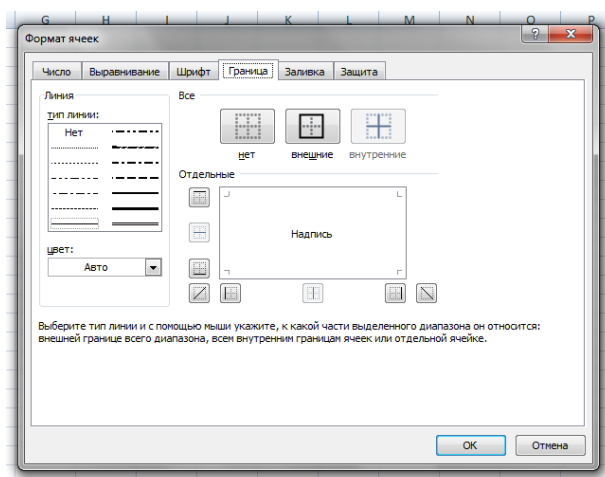 G H I J K L M N O P
Формат ячеек
Число Выравнивание Шрифт Граница Заливка Защита
Линия
тип линии:
Нет
цвет:
Авто
Все
нет внешние внутренние
Отдельные
Надпись
Выберите тип линии и с помощью мыши укажите, к какой части выделенного диапазона он относится:
внешней границе всего диапазона, всем внутренним границам ячеек или отдельной ячейке.
ОК Отмена